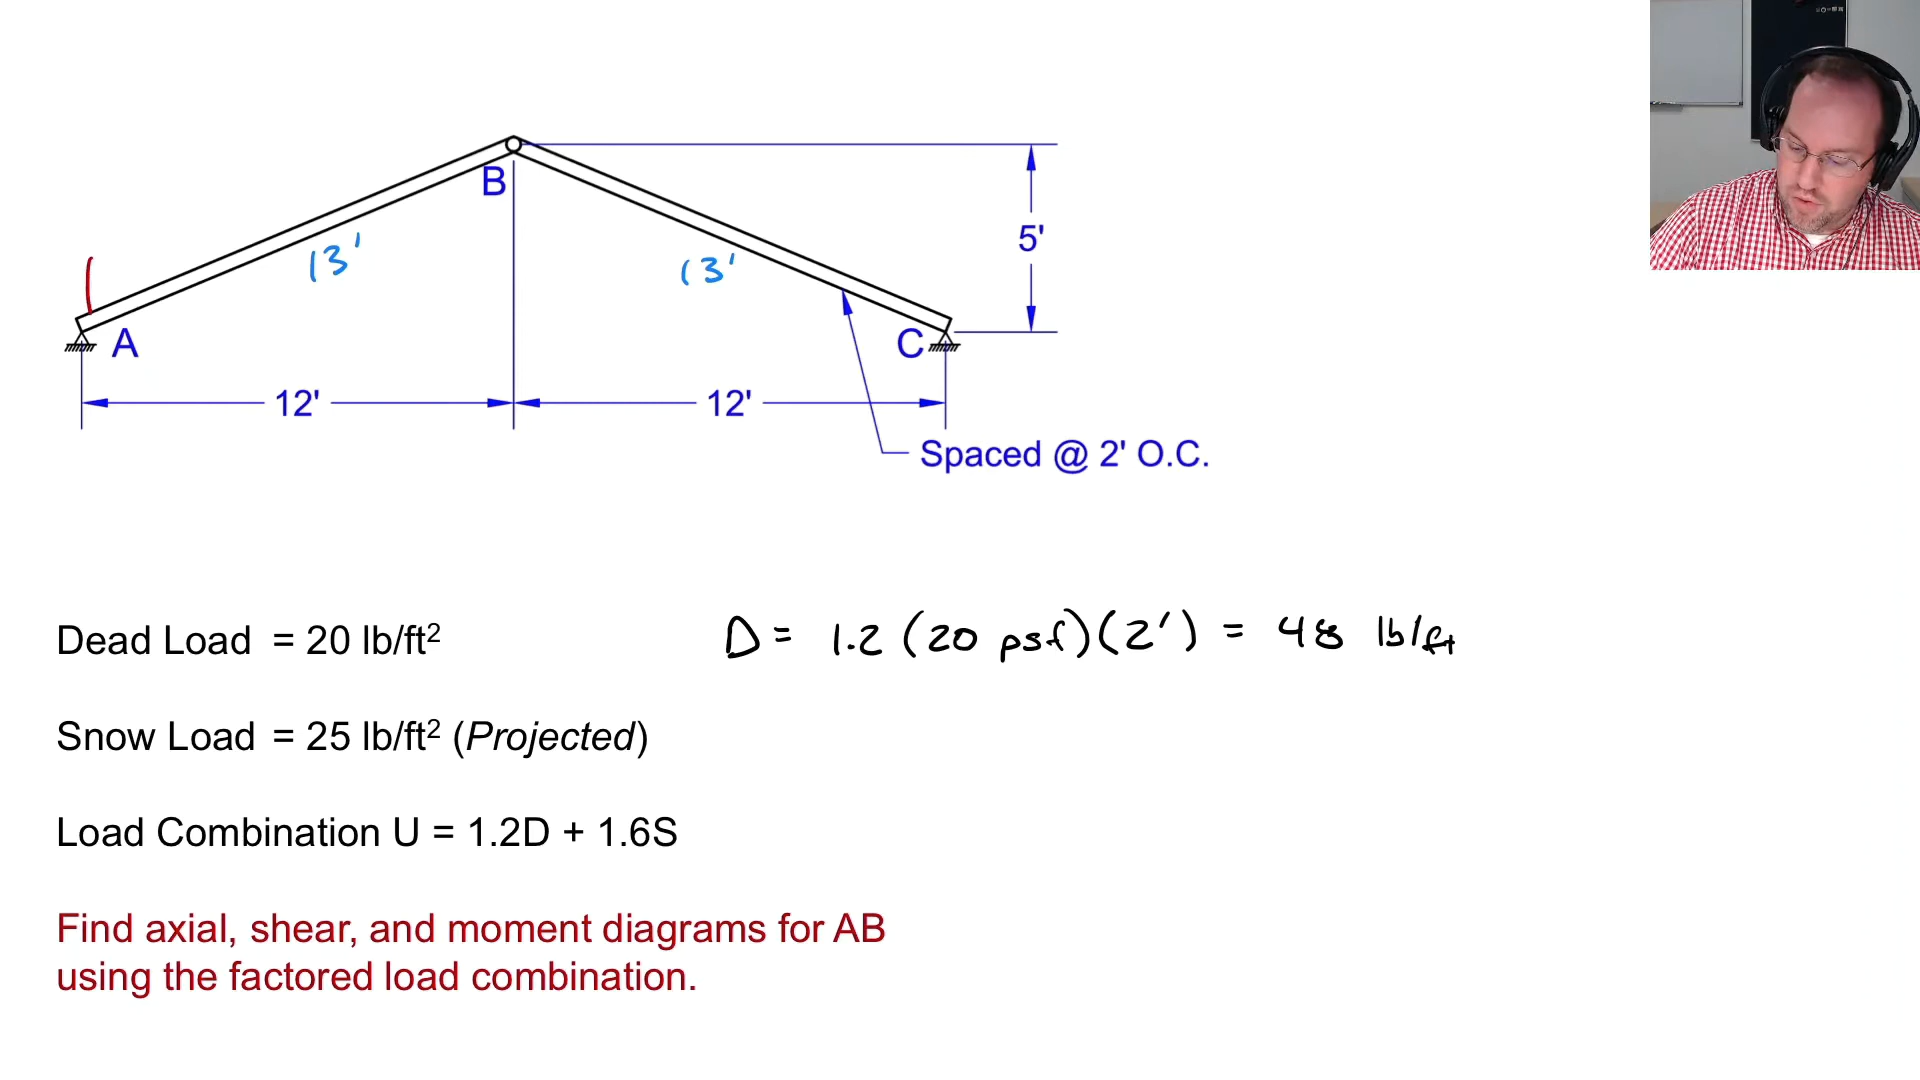 B
5'
13'
13'
A
C
12'
12'
Spaced @ 2' O.C.
Dead Load = 20 lb/ft²
D = 1.2 (20 psf)(2') = 48 lb/ft
Snow Load = 25 lb/ft² (Projected)
Load Combination U = 1.2D + 1.6S
Find axial, shear, and moment diagrams for AB
using the factored load combination.